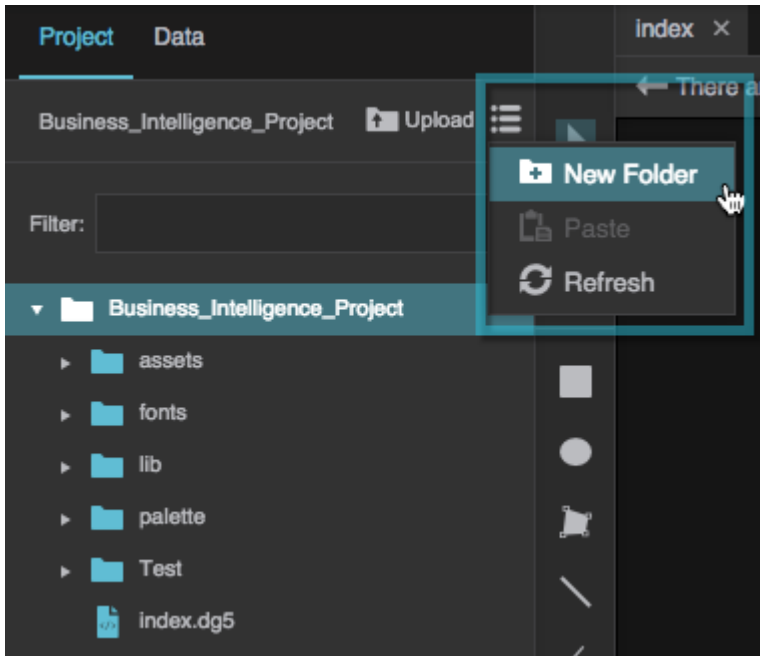 Project Data
index ×
There a
Business_Intelligence_Project Upload
New Folder
Filter:
Paste
Refresh
Business_Intelligence_Project
assets
fonts
lib
palette
Test
index.dg5